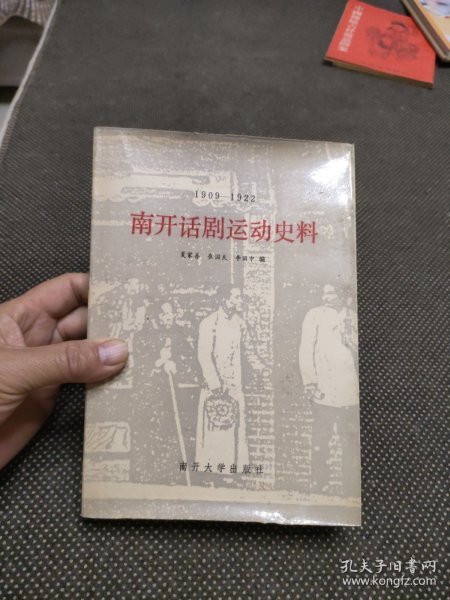 1909—1922
南开话剧运动史料
夏家善 崔国良 李丽中 编
南开大学出版社
孔夫子旧书网
www.kongfz.com